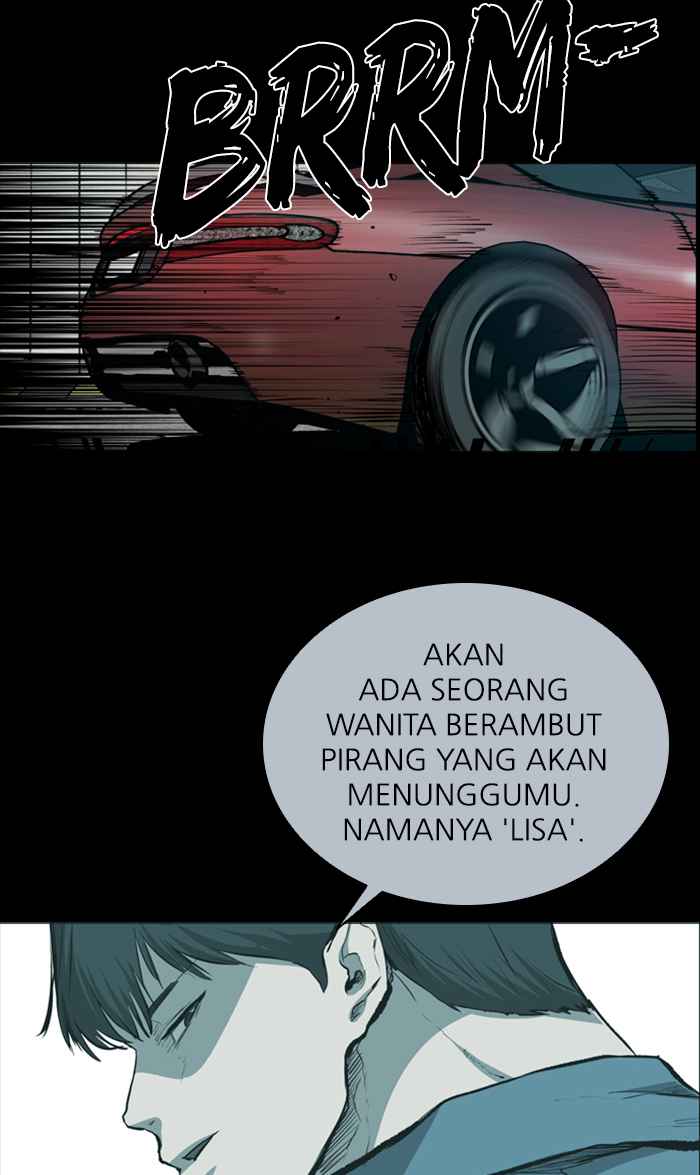 BRRM-
AKAN
ADA SEORANG
WANITA BERAMBUT
PIRANG YANG AKAN
MENUNGGUMU.
NAMANYA 'LISA'.